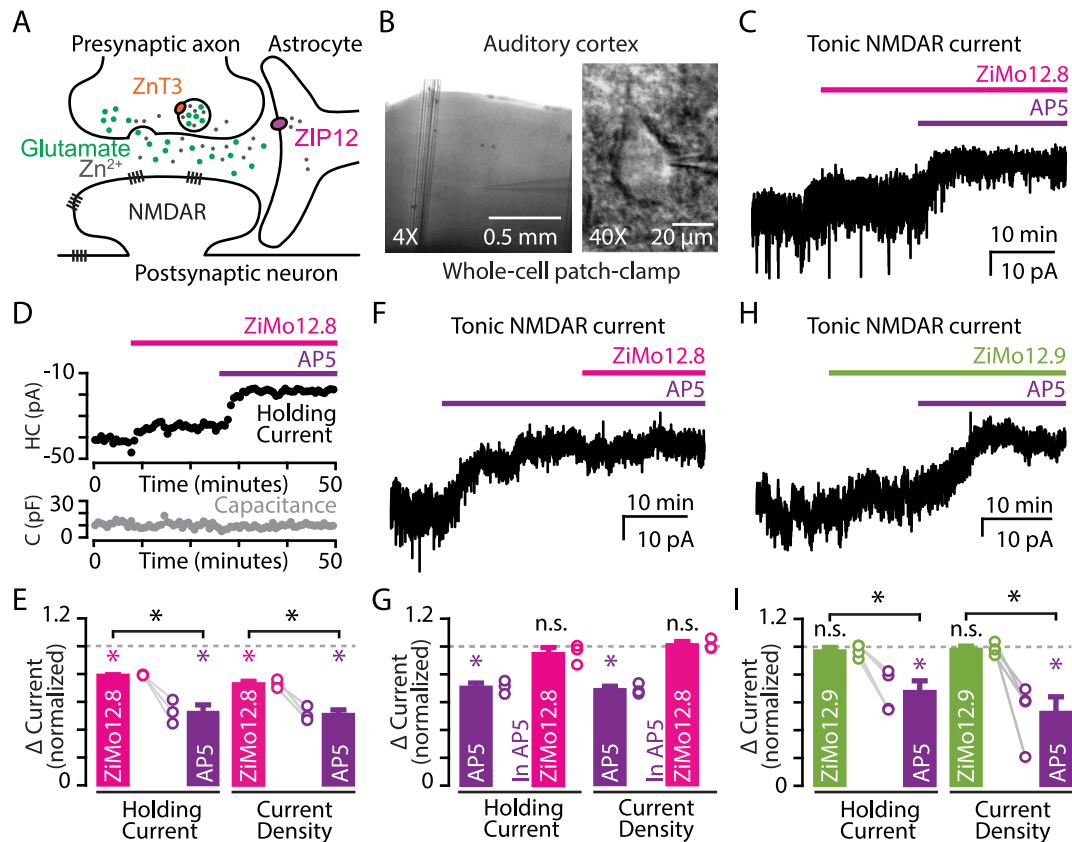 A
Presynaptic axon
Astrocyte
ZnT3
ZIP12
Glutamate
Zn2+
NMDAR
Postsynaptic neuron
B
Auditory cortex
4X
0.5 mm
40X
20 µm
Whole-cell patch-clamp
C
Tonic NMDAR current
ZiMo12.8
AP5
10 min
10 pA
D
ZiMo12.8
AP5
HC (pA)
-10
-50
Holding
Current
0
Time (minutes)
50
C (pF)
30
0
Capacitance
0
Time (minutes)
50
F
Tonic NMDAR current
ZiMo12.8
AP5
10 min
10 pA
H
Tonic NMDAR current
ZiMo12.9
AP5
10 min
10 pA
E
Δ Current
(normalized)
1.2
0
*
*
*
*
*
*
ZiMo12.8
AP5
ZiMo12.8
AP5
Holding
Current
Current
Density
G
Δ Current
(normalized)
1.2
0
*
n.s.
*
n.s.
AP5
In AP5
ZiMo12.8
AP5
In AP5
ZiMo12.8
Holding
Current
Current
Density
I
Δ Current
(normalized)
1.2
0
n.s.
*
*
n.s.
*
*
ZiMo12.9
AP5
ZiMo12.9
AP5
Holding
Current
Current
Density